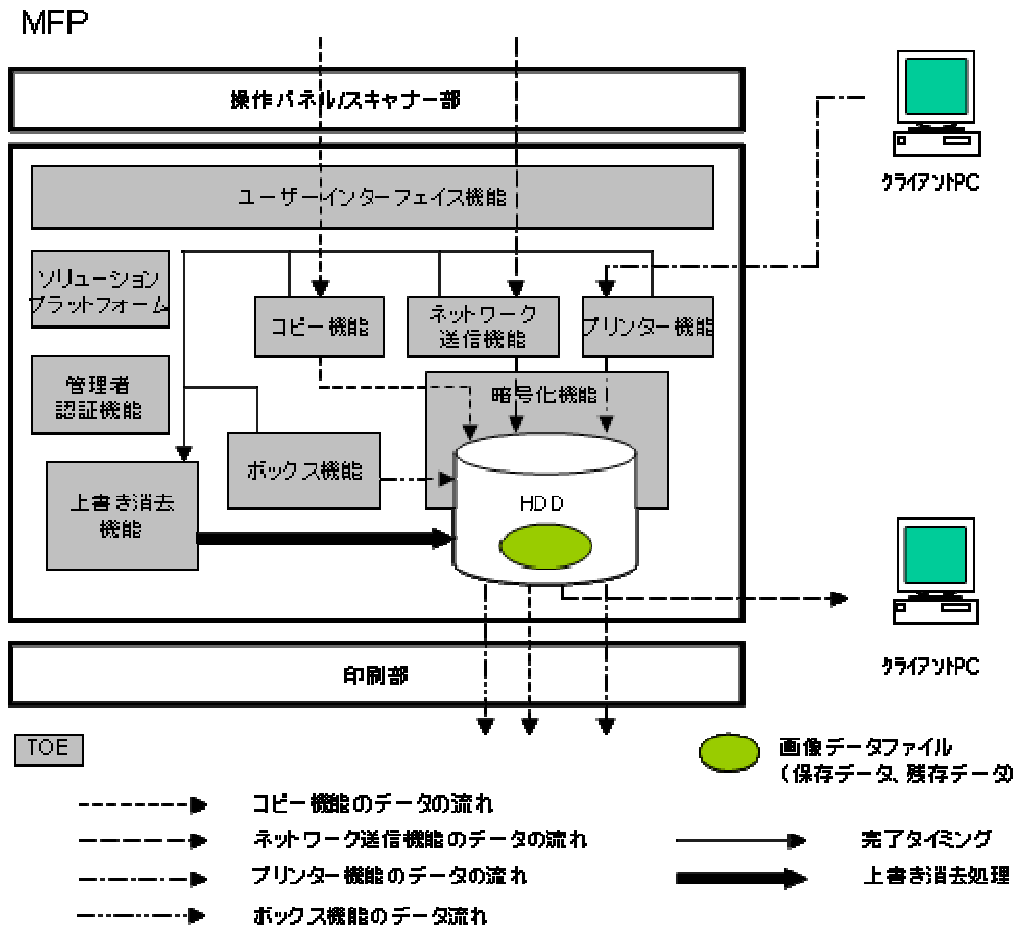 MFP
操作パネル/スキャナー部
クライアントPC
ユーザーインターフェイス機能
ソリューション
プラットフォーム
コピー機能
ネットワーク
送信機能
プリンター機能
管理者
認証機能
暗号化機能
ボックス機能
上書き消去
機能
HDD
クライアントPC
印刷部
TOE
画像データファイル
(保存データ、残存データ)
コピー機能のデータの流れ
ネットワーク送信機能のデータの流れ
完了タイミング
プリンター機能のデータの流れ
上書き消去処理
ボックス機能のデータ流れ